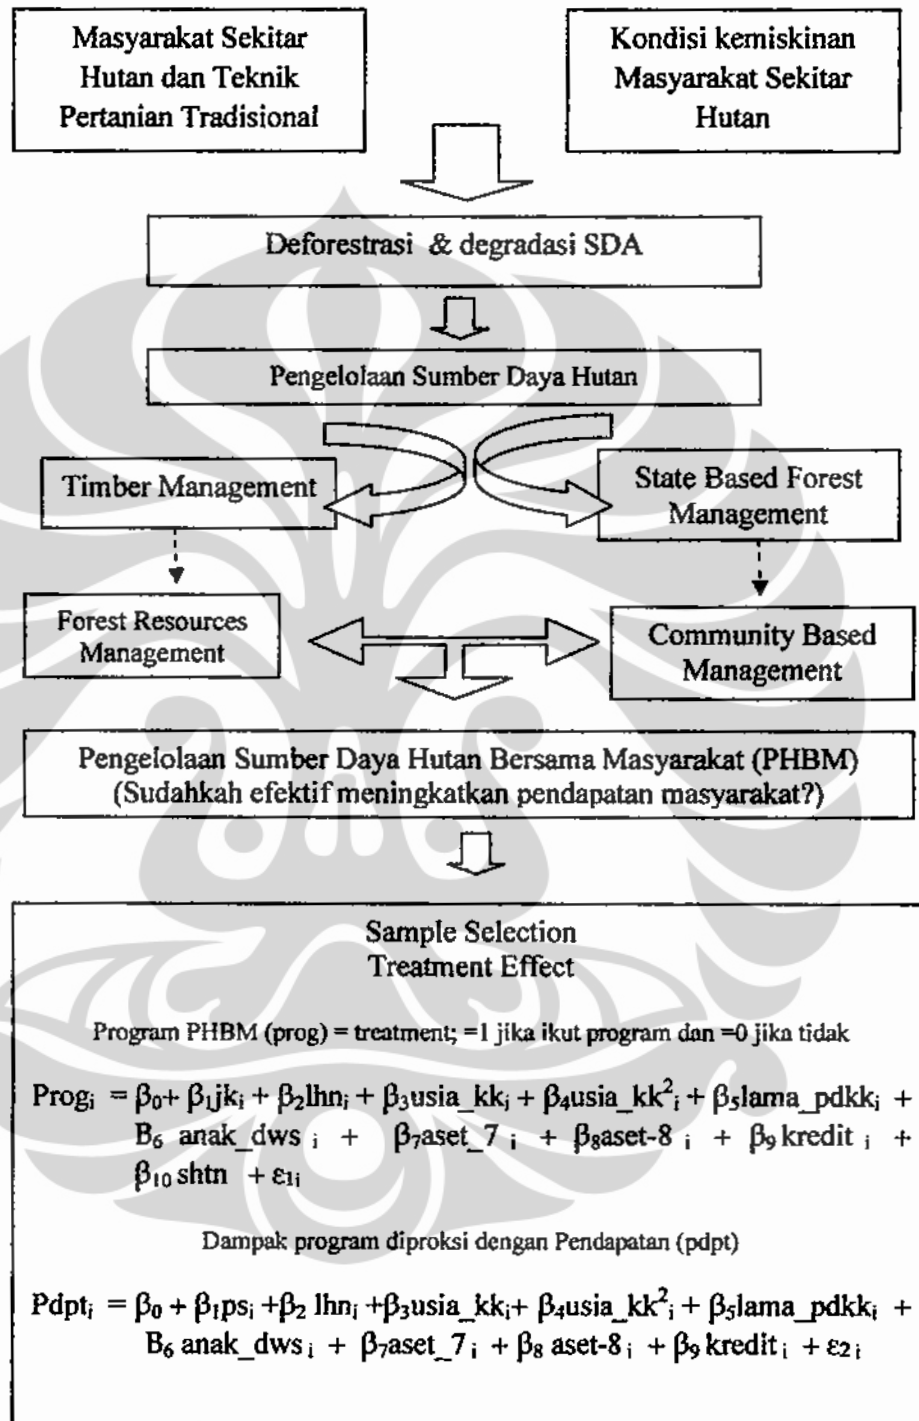 Masyarakat Sekitar
Hutan dan Teknik
Pertanian Tradisional
Kondisi kemiskinan
Masyarakat Sekitar
Hutan
Deforestrasi & degradasi SDA
Pengelolaan Sumber Daya Hutan
Timber Management
State Based Forest
Management
Forest Resources
Management
Community Based
Management
Pengelolaan Sumber Daya Hutan Bersama Masyarakat (PHBM)
(Sudahkah efektif meningkatkan pendapatan masyarakat?)
Sample Selection
Treatment Effect
Program PHBM (prog) = treatment; =1 jika ikut program dan =0 jika tidak
Progᵢ = β₀+ β₁jkᵢ + β₂lhnᵢ + β₃usia_kkᵢ + β₄usia_kk²ᵢ + β₅lama_pdkkᵢ +
B₆ anak_dws ᵢ + β₇aset_7 ᵢ + β₈aset-8 ᵢ + β₉ kredit ᵢ +
β₁₀ shtn + ε₁ᵢ
Dampak program diproksi dengan Pendapatan (pdpt)
Pdptᵢ = β₀ + β₁psᵢ +β₂ lhnᵢ +β₃usia_kkᵢ+ β₄usia_kk²ᵢ + β₅lama_pdkkᵢ +
B₆ anak_dws ᵢ + β₇aset_7 ᵢ + β₈ aset-8 ᵢ + β₉ kredit ᵢ + ε₂ ᵢ